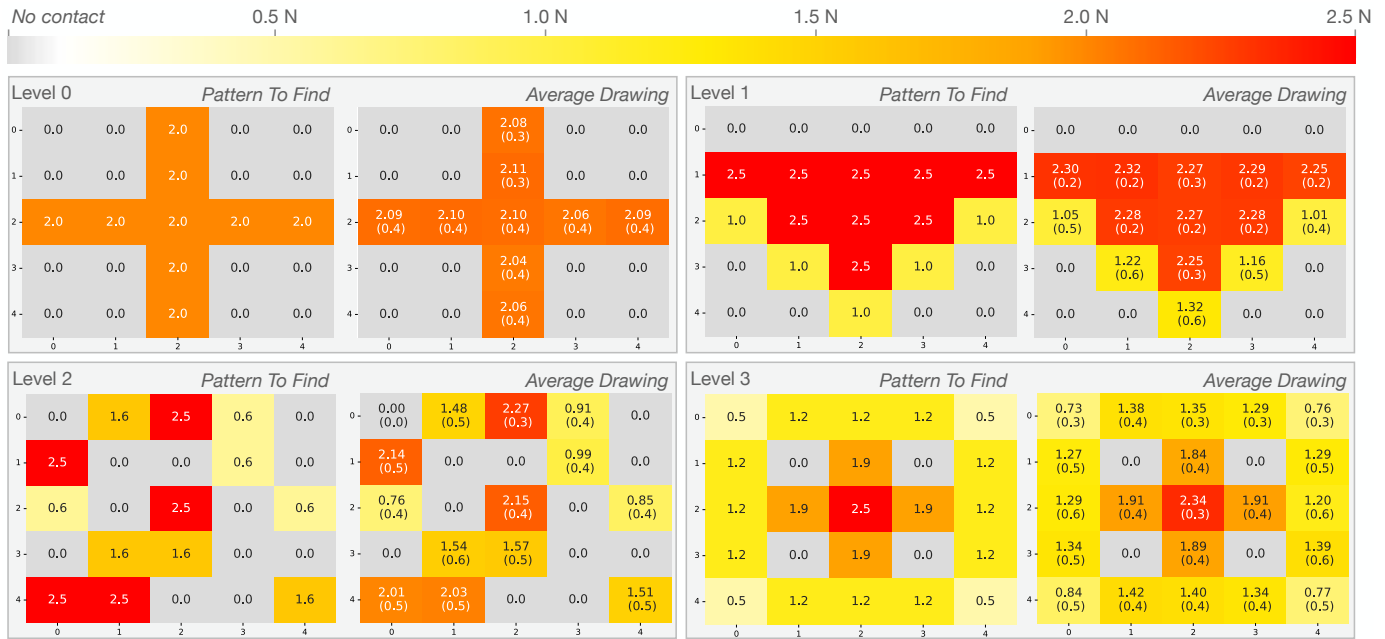 No contact 0.5 N 1.0 N 1.5 N 2.0 N 2.5 N
Level 0 Pattern To Find Average Drawing
0 0.0 0.0 2.0 0.0 0.0
1 0.0 0.0 2.0 0.0 0.0
2 2.0 2.0 2.0 2.0 2.0
3 0.0 0.0 2.0 0.0 0.0
4 0.0 0.0 2.0 0.0 0.0
0 1 2 3 4
0 0.0 0.0 2.08 0.0 0.0
(0.3)
1 0.0 0.0 2.11 0.0 0.0
(0.3)
2 2.09 2.10 2.10 2.06 2.09
(0.4) (0.4) (0.4) (0.4) (0.4)
3 0.0 0.0 2.04 0.0 0.0
(0.4)
4 0.0 0.0 2.06 0.0 0.0
(0.4)
0 1 2 3 4
Level 1 Pattern To Find Average Drawing
0 0.0 0.0 0.0 0.0 0.0
1 2.5 2.5 2.5 2.5 2.5
2 1.0 2.5 2.5 2.5 1.0
3 0.0 1.0 2.5 1.0 0.0
4 0.0 0.0 1.0 0.0 0.0
0 1 2 3 4
0 0.0 0.0 0.0 0.0 0.0
1 2.30 2.32 2.27 2.29 2.25
(0.2) (0.2) (0.3) (0.2) (0.2)
2 1.05 2.28 2.27 2.28 1.01
(0.5) (0.2) (0.2) (0.2) (0.4)
3 0.0 1.22 2.25 1.16 0.0
(0.6) (0.3) (0.5)
4 0.0 0.0 1.32 0.0 0.0
(0.6)
0 1 2 3 4
Level 2 Pattern To Find Average Drawing
0 0.0 1.6 2.5 0.6 0.0
1 2.5 0.0 0.0 0.6 0.0
2 0.6 0.0 2.5 0.0 0.6
3 0.0 1.6 1.6 0.0 0.0
4 2.5 2.5 0.0 0.0 1.6
0 1 2 3 4
0 0.00 1.48 2.27 0.91 0.0
(0.0) (0.5) (0.3) (0.4)
1 2.14 0.0 0.0 0.99 0.0
(0.5) (0.4)
2 0.76 0.0 2.15 0.0 0.85
(0.4) (0.4) (0.4)
3 0.0 1.54 1.57 0.0 0.0
(0.6) (0.5)
4 2.01 2.03 0.0 0.0 1.51
(0.5) (0.5) (0.5)
0 1 2 3 4
Level 3 Pattern To Find Average Drawing
0 0.5 1.2 1.2 1.2 0.5
1 1.2 0.0 1.9 0.0 1.2
2 1.2 1.9 2.5 1.9 1.2
3 1.2 0.0 1.9 0.0 1.2
4 0.5 1.2 1.2 1.2 0.5
0 1 2 3 4
0 0.73 1.38 1.35 1.29 0.76
(0.3) (0.4) (0.3) (0.3) (0.3)
1 1.27 0.0 1.84 0.0 1.29
(0.5) (0.4) (0.5)
2 1.29 1.91 2.34 1.91 1.20
(0.6) (0.4) (0.3) (0.4) (0.6)
3 1.34 0.0 1.89 0.0 1.39
(0.5) (0.4) (0.6)
4 0.84 1.42 1.40 1.34 0.77
(0.5) (0.4) (0.4) (0.4) (0.5)
0 1 2 3 4